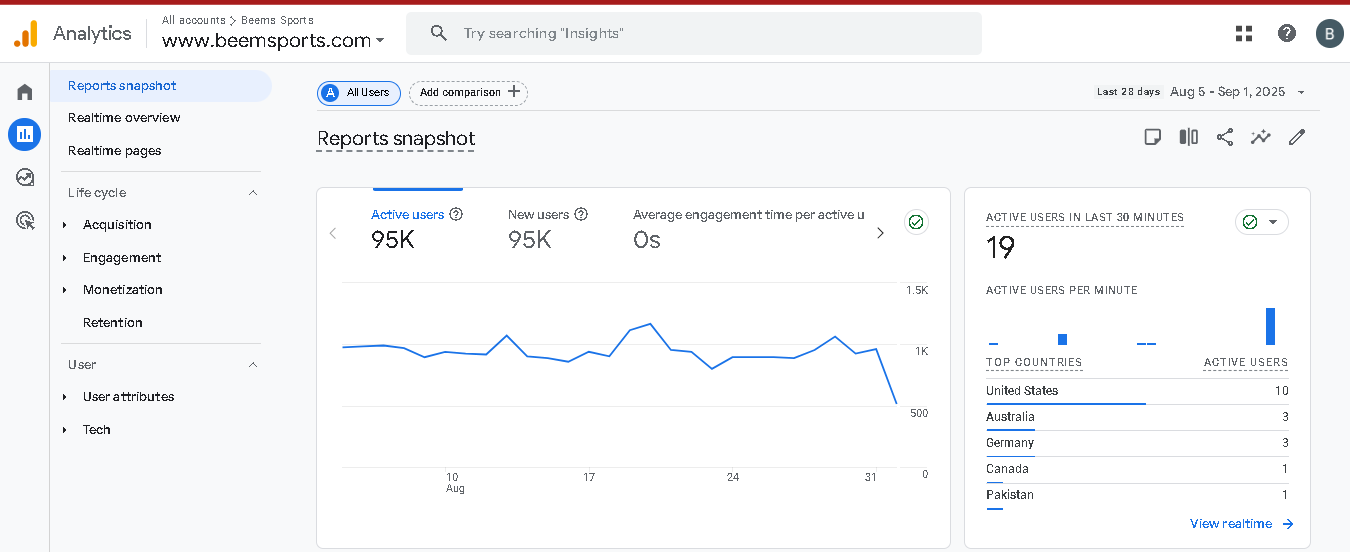 All accounts > Beems Sports
Analytics
www.beemsports.com
Try searching "Insights"
B
Reports snapshot
Realtime overview
Realtime pages
Life cycle
Acquisition
Engagement
Monetization
Retention
User
User attributes
Tech
A All Users
Add comparison +
Last 28 days Aug 5 - Sep 1, 2025
Reports snapshot
Active users
95K
New users
95K
Average engagement time per active u
0s
1.5K
1K
500
0
10
Aug
17
24
31
ACTIVE USERS IN LAST 30 MINUTES
19
ACTIVE USERS PER MINUTE
TOP COUNTRIES ACTIVE USERS
United States 10
Australia 3
Germany 3
Canada 1
Pakistan 1
View realtime